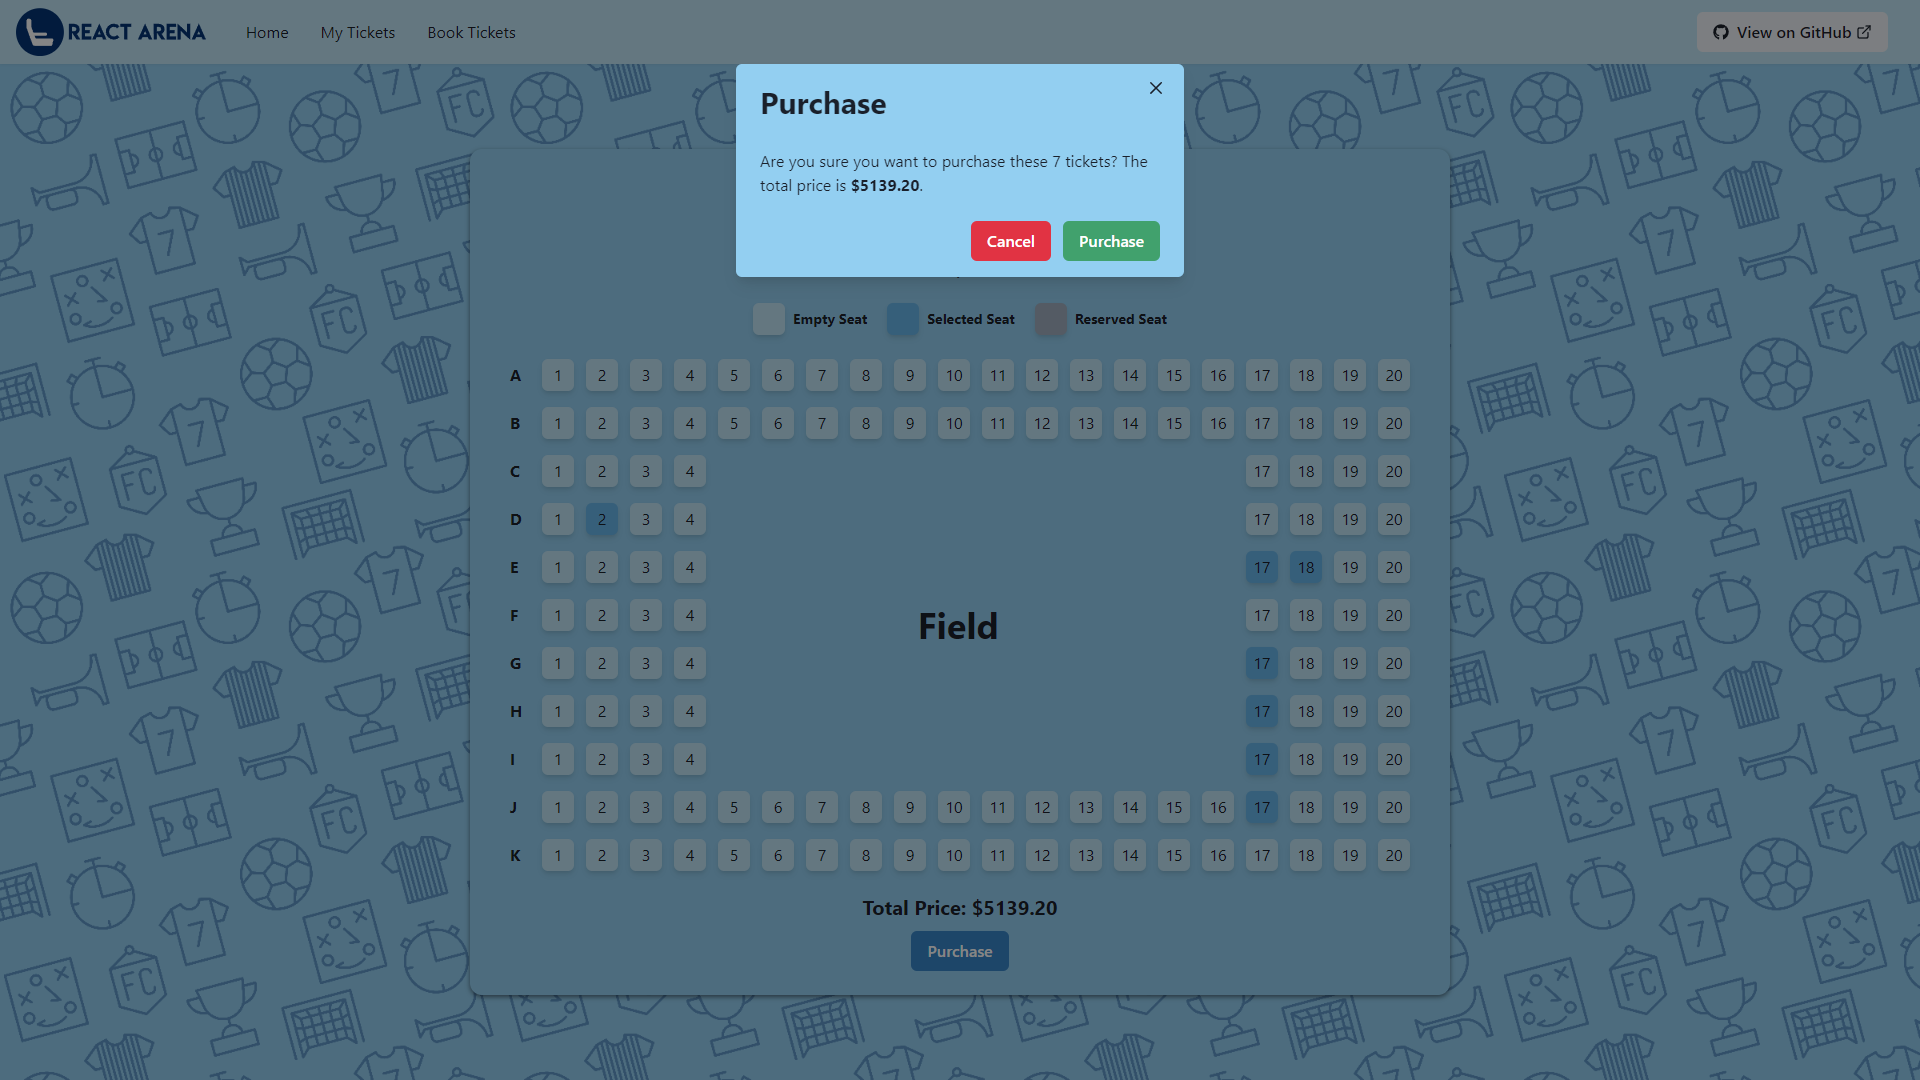 REACT ARENA Home My Tickets Book Tickets View on GitHub
Purchase
Are you sure you want to purchase these 7 tickets? The
total price is $5139.20.
Cancel Purchase
Empty Seat Selected Seat Reserved Seat
A 1 2 3 4 5 6 7 8 9 10 11 12 13 14 15 16 17 18 19 20
B 1 2 3 4 5 6 7 8 9 10 11 12 13 14 15 16 17 18 19 20
C 1 2 3 4 17 18 19 20
D 1 2 3 4 17 18 19 20
E 1 2 3 4 17 18 19 20
F 1 2 3 4 17 18 19 20
Field
G 1 2 3 4 17 18 19 20
H 1 2 3 4 17 18 19 20
I 1 2 3 4 17 18 19 20
J 1 2 3 4 5 6 7 8 9 10 11 12 13 14 15 16 17 18 19 20
K 1 2 3 4 5 6 7 8 9 10 11 12 13 14 15 16 17 18 19 20
Total Price: $5139.20
Purchase